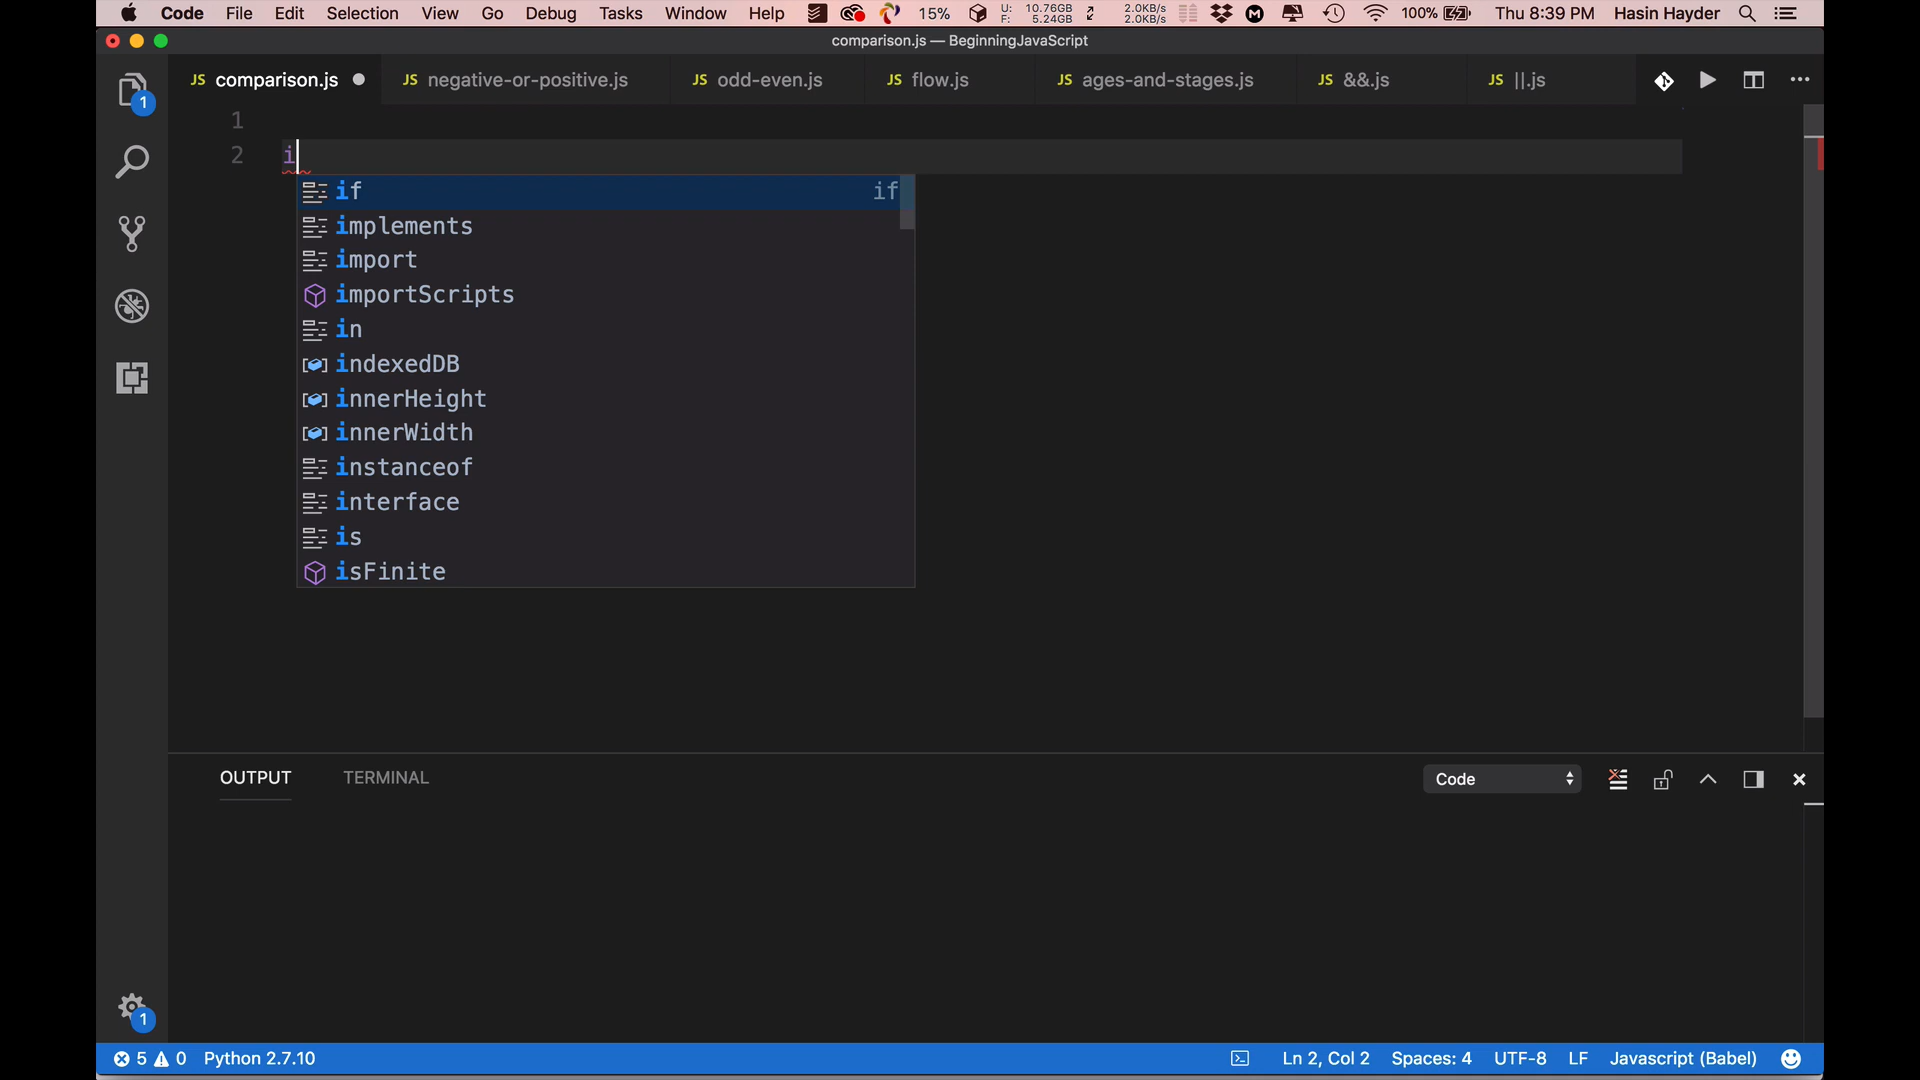 Code File Edit Selection View Go Debug Tasks Window Help 15% U: 10.76GB F: 5.24GB 2.0KB/s 2.0KB/s 100% Thu 8:39 PM Hasin Hayder
comparison.js — BeginningJavaScript
JS comparison.js JS negative-or-positive.js JS odd-even.js JS flow.js JS ages-and-stages.js JS &&.js JS ||.js
1
1
2 i
if if
implements
import
importScripts
in
indexedDB
innerHeight
innerWidth
instanceof
interface
is
isFinite
OUTPUT TERMINAL Code
1
5 0 Python 2.7.10 Ln 2, Col 2 Spaces: 4 UTF-8 LF Javascript (Babel)